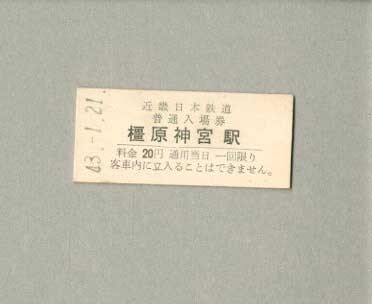 近畿日本鉄道
普通入場券
橿原神宮駅
料金 20円 通用当日 一回限り
客車内に立入ることはできません。
43.-1.21.